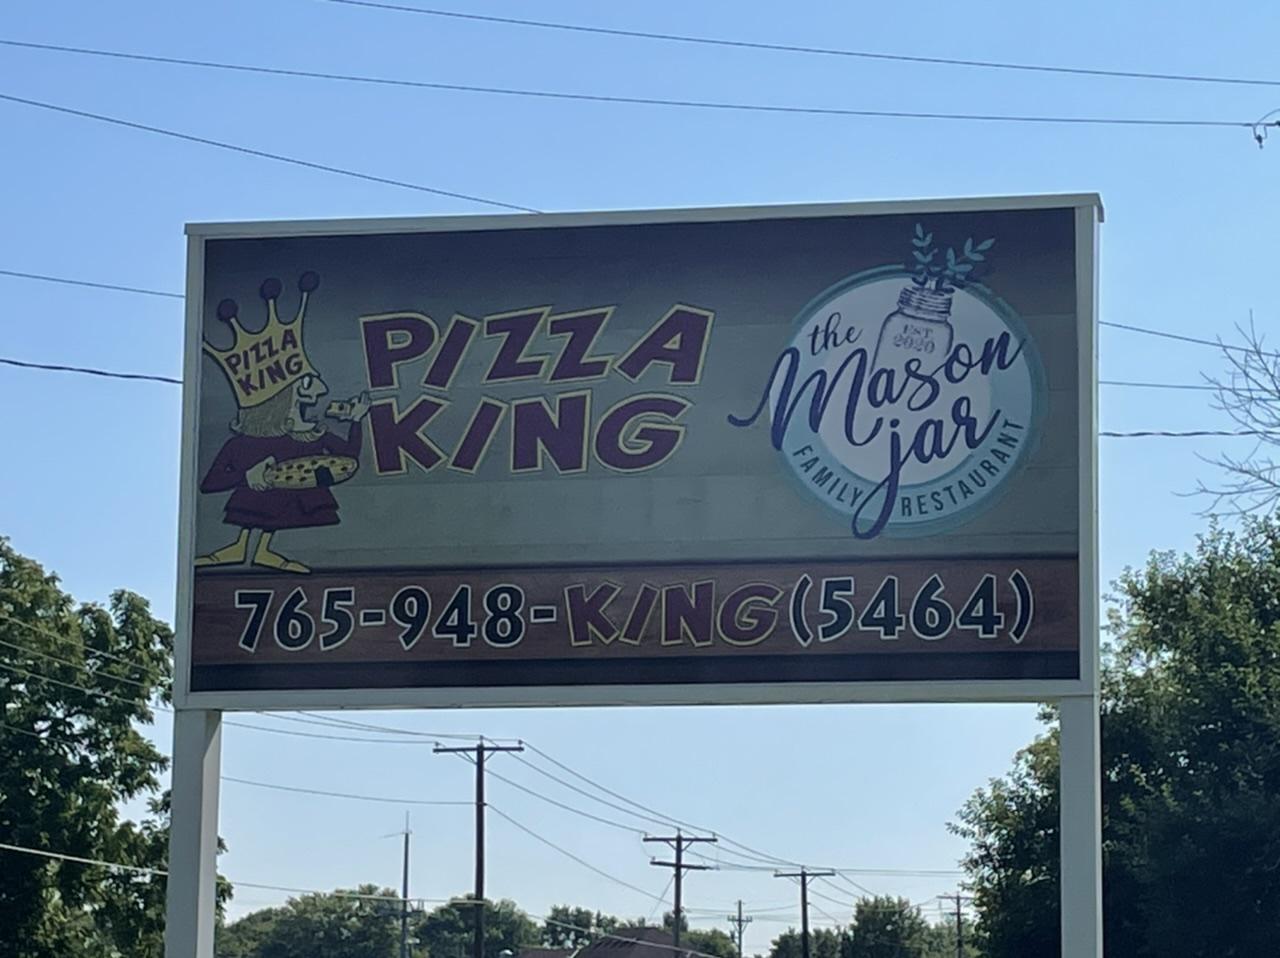 PIZZA
KING
PIZZA
KING
EST
2020
the
Mason
jar
FAMILY RESTAURANT
765-948-KING(5464)